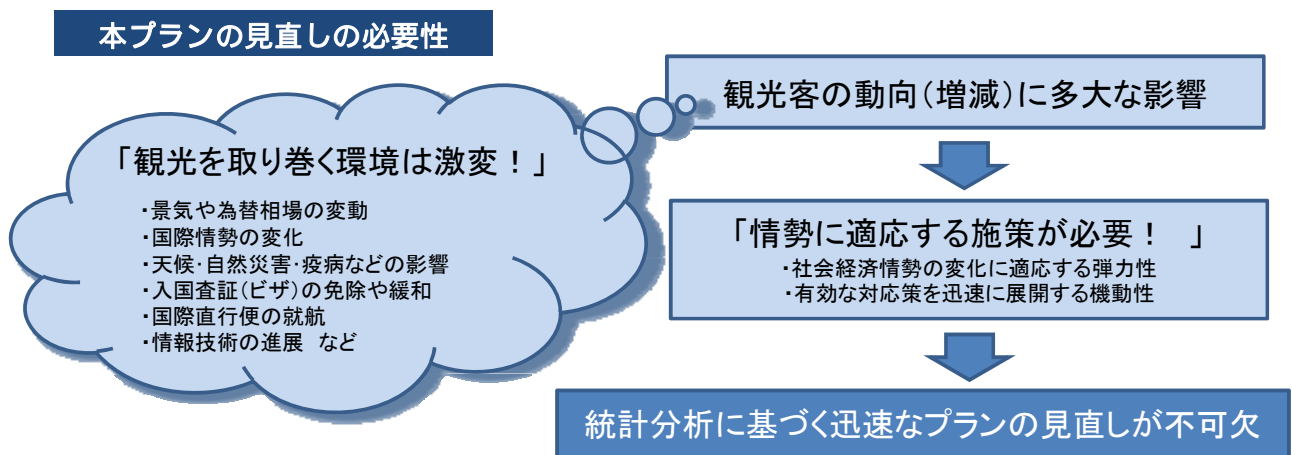 本プランの見直しの必要性
「観光を取り巻く環境は激変！」
・景気や為替相場の変動
・国際情勢の変化
・天候・自然災害・疫病などの影響
・入国査証（ビザ）の免除や緩和
・国際直行便の就航
・情報技術の進展　など
観光客の動向（増減）に多大な影響
「情勢に適応する施策が必要！　」
・社会経済情勢の変化に適応する弾力性
・有効な対応策を迅速に展開する機動性
統計分析に基づく迅速なプランの見直しが不可欠